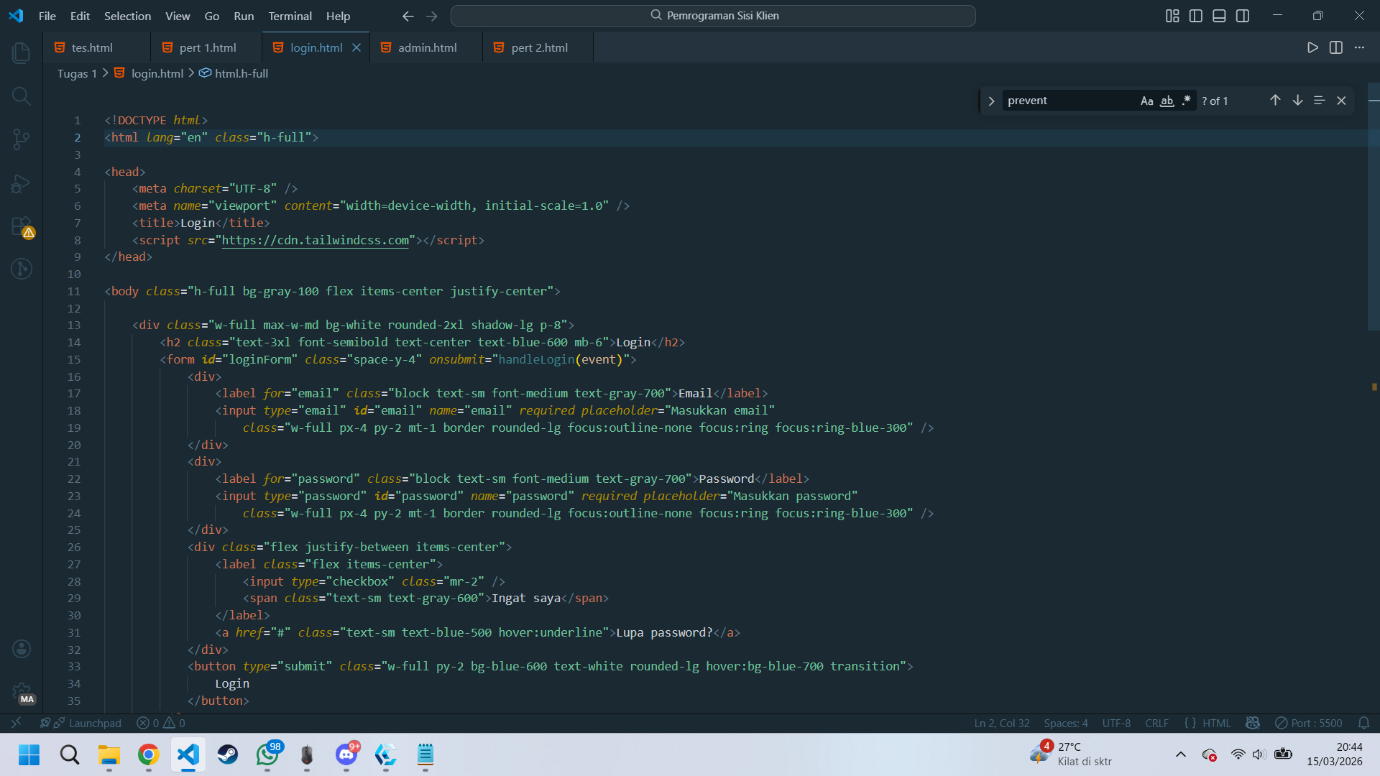 File Edit Selection View Go Run Terminal Help
Pemrograman Sisi Klien
tes.html pert 1.html login.html admin.html pert 2.html
Tugas 1 > login.html > html.h-full
prevent Aa ab .* ? of 1
1 <!DOCTYPE html>
2 <html lang="en" class="h-full">
3
4 <head>
5 <meta charset="UTF-8" />
6 <meta name="viewport" content="width=device-width, initial-scale=1.0" />
7 <title>Login</title>
8 <script src="https://cdn.tailwindcss.com"></script>
9 </head>
10
11 <body class="h-full bg-gray-100 flex items-center justify-center">
12
13 <div class="w-full max-w-md bg-white rounded-2xl shadow-lg p-8">
14 <h2 class="text-3xl font-semibold text-center text-blue-600 mb-6">Login</h2>
15 <form id="loginForm" class="space-y-4" onsubmit="handleLogin(event)">
16 <div>
17 <label for="email" class="block text-sm font-medium text-gray-700">Email</label>
18 <input type="email" id="email" name="email" required placeholder="Masukkan email"
19 class="w-full px-4 py-2 mt-1 border rounded-lg focus:outline-none focus:ring focus:ring-blue-300" />
20 </div>
21 <div>
22 <label for="password" class="block text-sm font-medium text-gray-700">Password</label>
23 <input type="password" id="password" name="password" required placeholder="Masukkan password"
24 class="w-full px-4 py-2 mt-1 border rounded-lg focus:outline-none focus:ring focus:ring-blue-300" />
25 </div>
26 <div class="flex justify-between items-center">
27 <label class="flex items-center">
28 <input type="checkbox" class="mr-2" />
29 <span class="text-sm text-gray-600">Ingat saya</span>
30 </label>
31 <a href="#" class="text-sm text-blue-500 hover:underline">Lupa password?</a>
32 </div>
33 <button type="submit" class="w-full py-2 bg-blue-600 text-white rounded-lg hover:bg-blue-700 transition">
34 Login
35 </button>
MA
Launchpad 0 0 Ln 2, Col 32 Spaces: 4 UTF-8 CRLF {} HTML Port : 5500
98 9+ 4 27°C 20:44
Kilat di sktr 15/03/2026